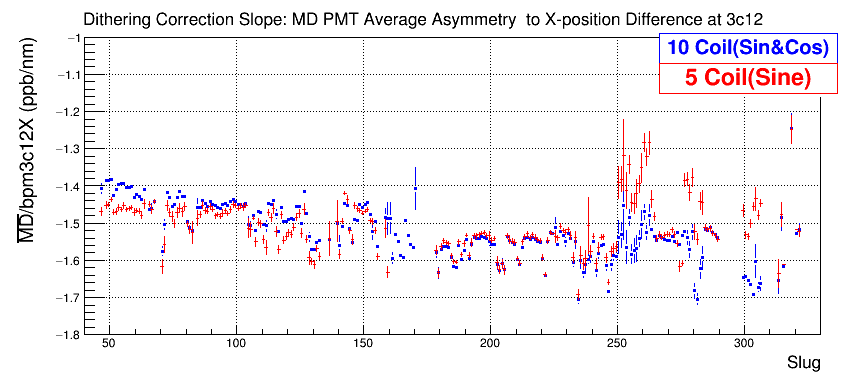 Dithering Correction Slope: MD PMT Average Asymmetry  to X-position Difference at 3c12
10 Coil(Sin&Cos)
5 Coil(Sine)
MD/bpm3c12X (ppb/nm)
−1
−1.1
−1.2
−1.3
−1.4
−1.5
−1.6
−1.7
−1.8
50 100 150 200 250 300
Slug